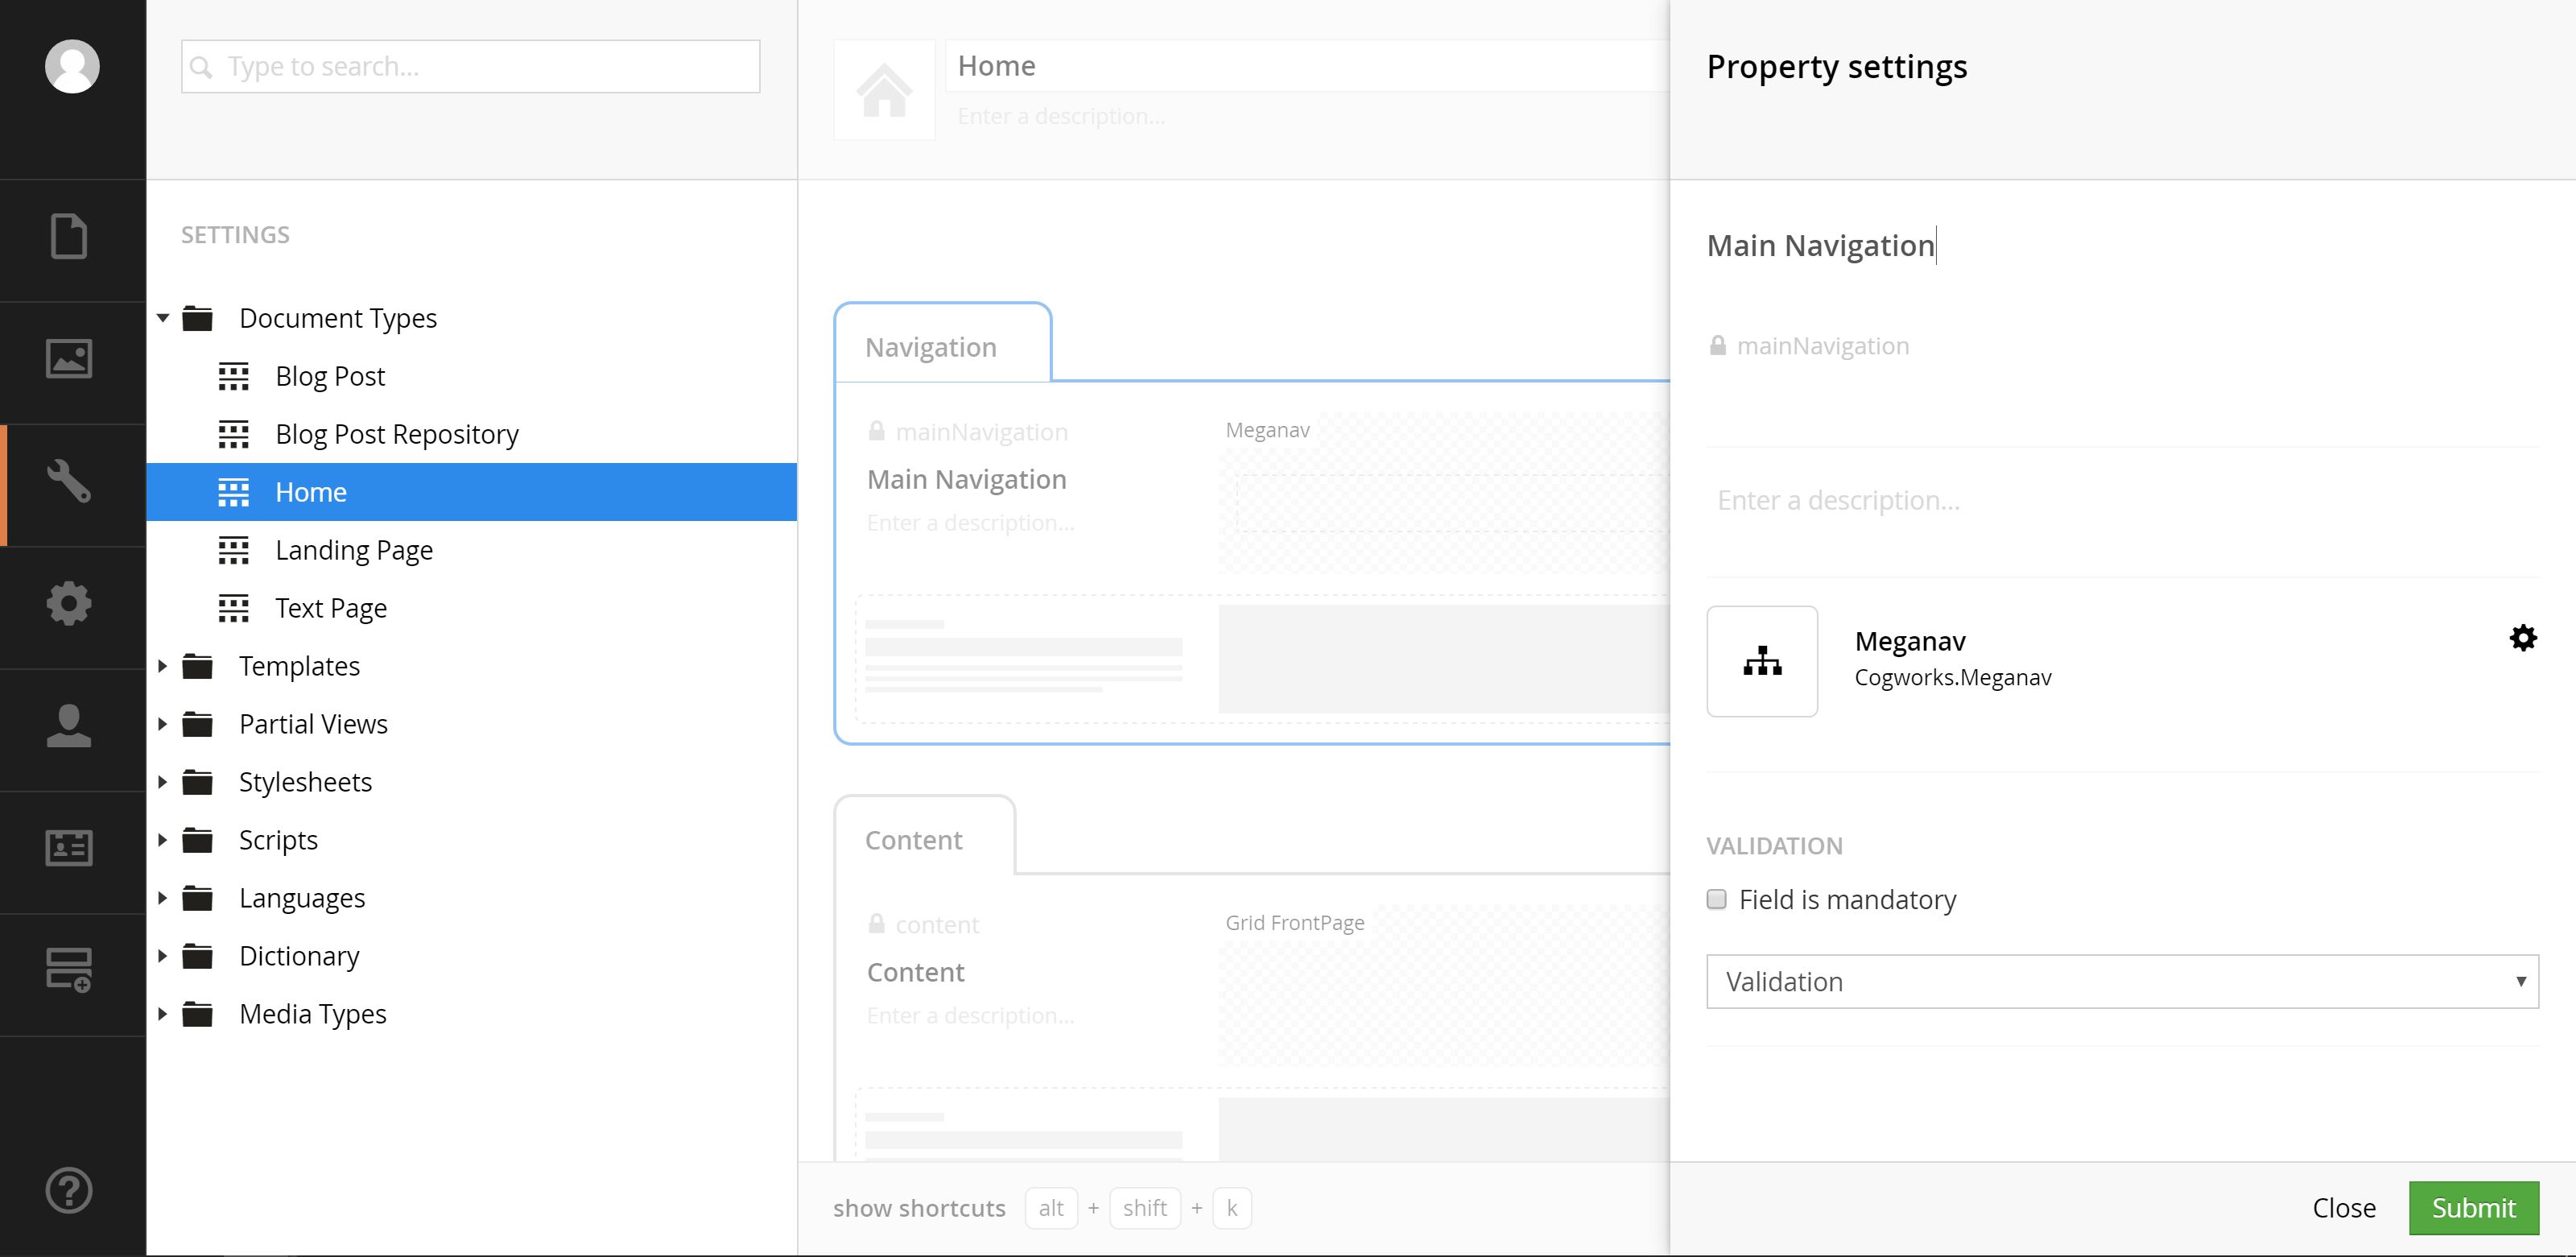 Type to search...
SETTINGS
Document Types
Blog Post
Blog Post Repository
Home
Landing Page
Text Page
Templates
Partial Views
Stylesheets
Scripts
Languages
Dictionary
Media Types
Home
Enter a description...
Navigation
mainNavigation
Main Navigation
Enter a description...
Meganav
Content
content
Content
Enter a description...
Grid FrontPage
show shortcuts alt + shift + k
Property settings
Main Navigation
mainNavigation
Enter a description...
Meganav
Cogworks.Meganav
VALIDATION
Field is mandatory
Validation
Close Submit